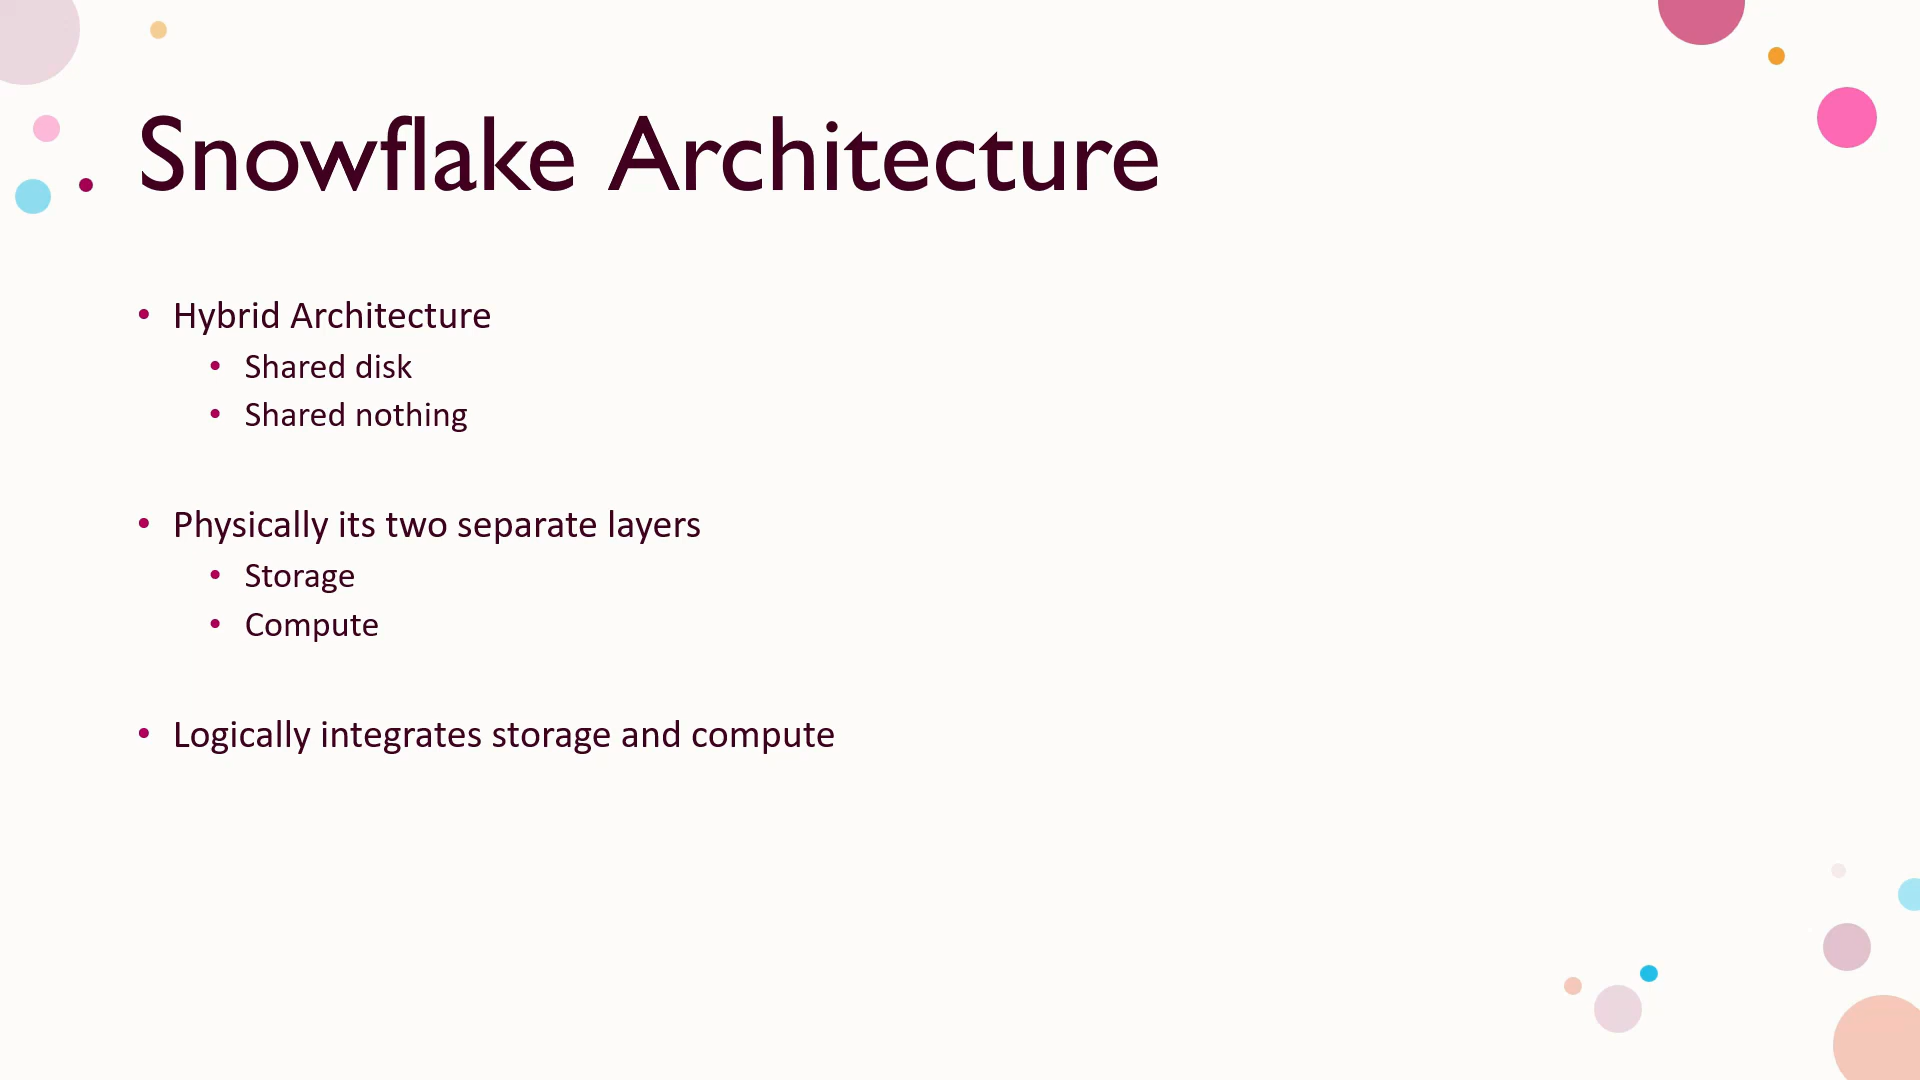 Snowflake Architecture
• Hybrid Architecture
• Shared disk
• Shared nothing
• Physically its two separate layers
• Storage
• Compute
• Logically integrates storage and compute